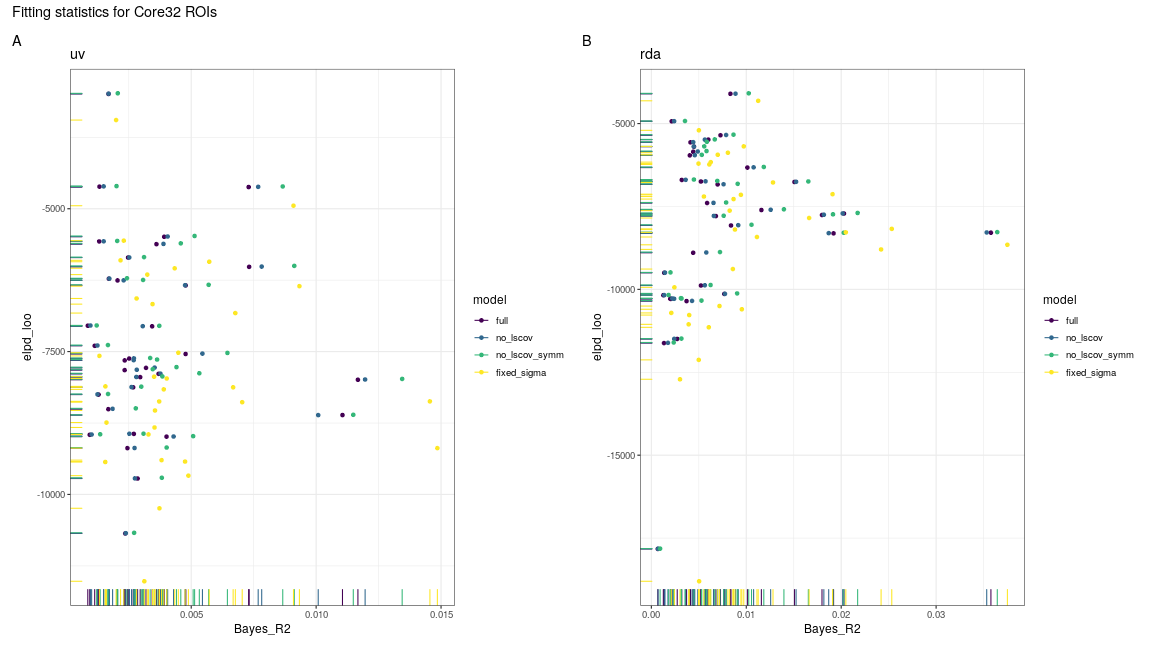 Fitting statistics for Core32 ROIs
A
uv
elpd_loo
-5000
-7500
-10000
0.005
0.010
0.015
Bayes_R2
model
full
no_lscov
no_lscov_symm
fixed_sigma
B
rda
elpd_loo
-5000
-10000
-15000
0.00
0.01
0.02
0.03
Bayes_R2
model
full
no_lscov
no_lscov_symm
fixed_sigma